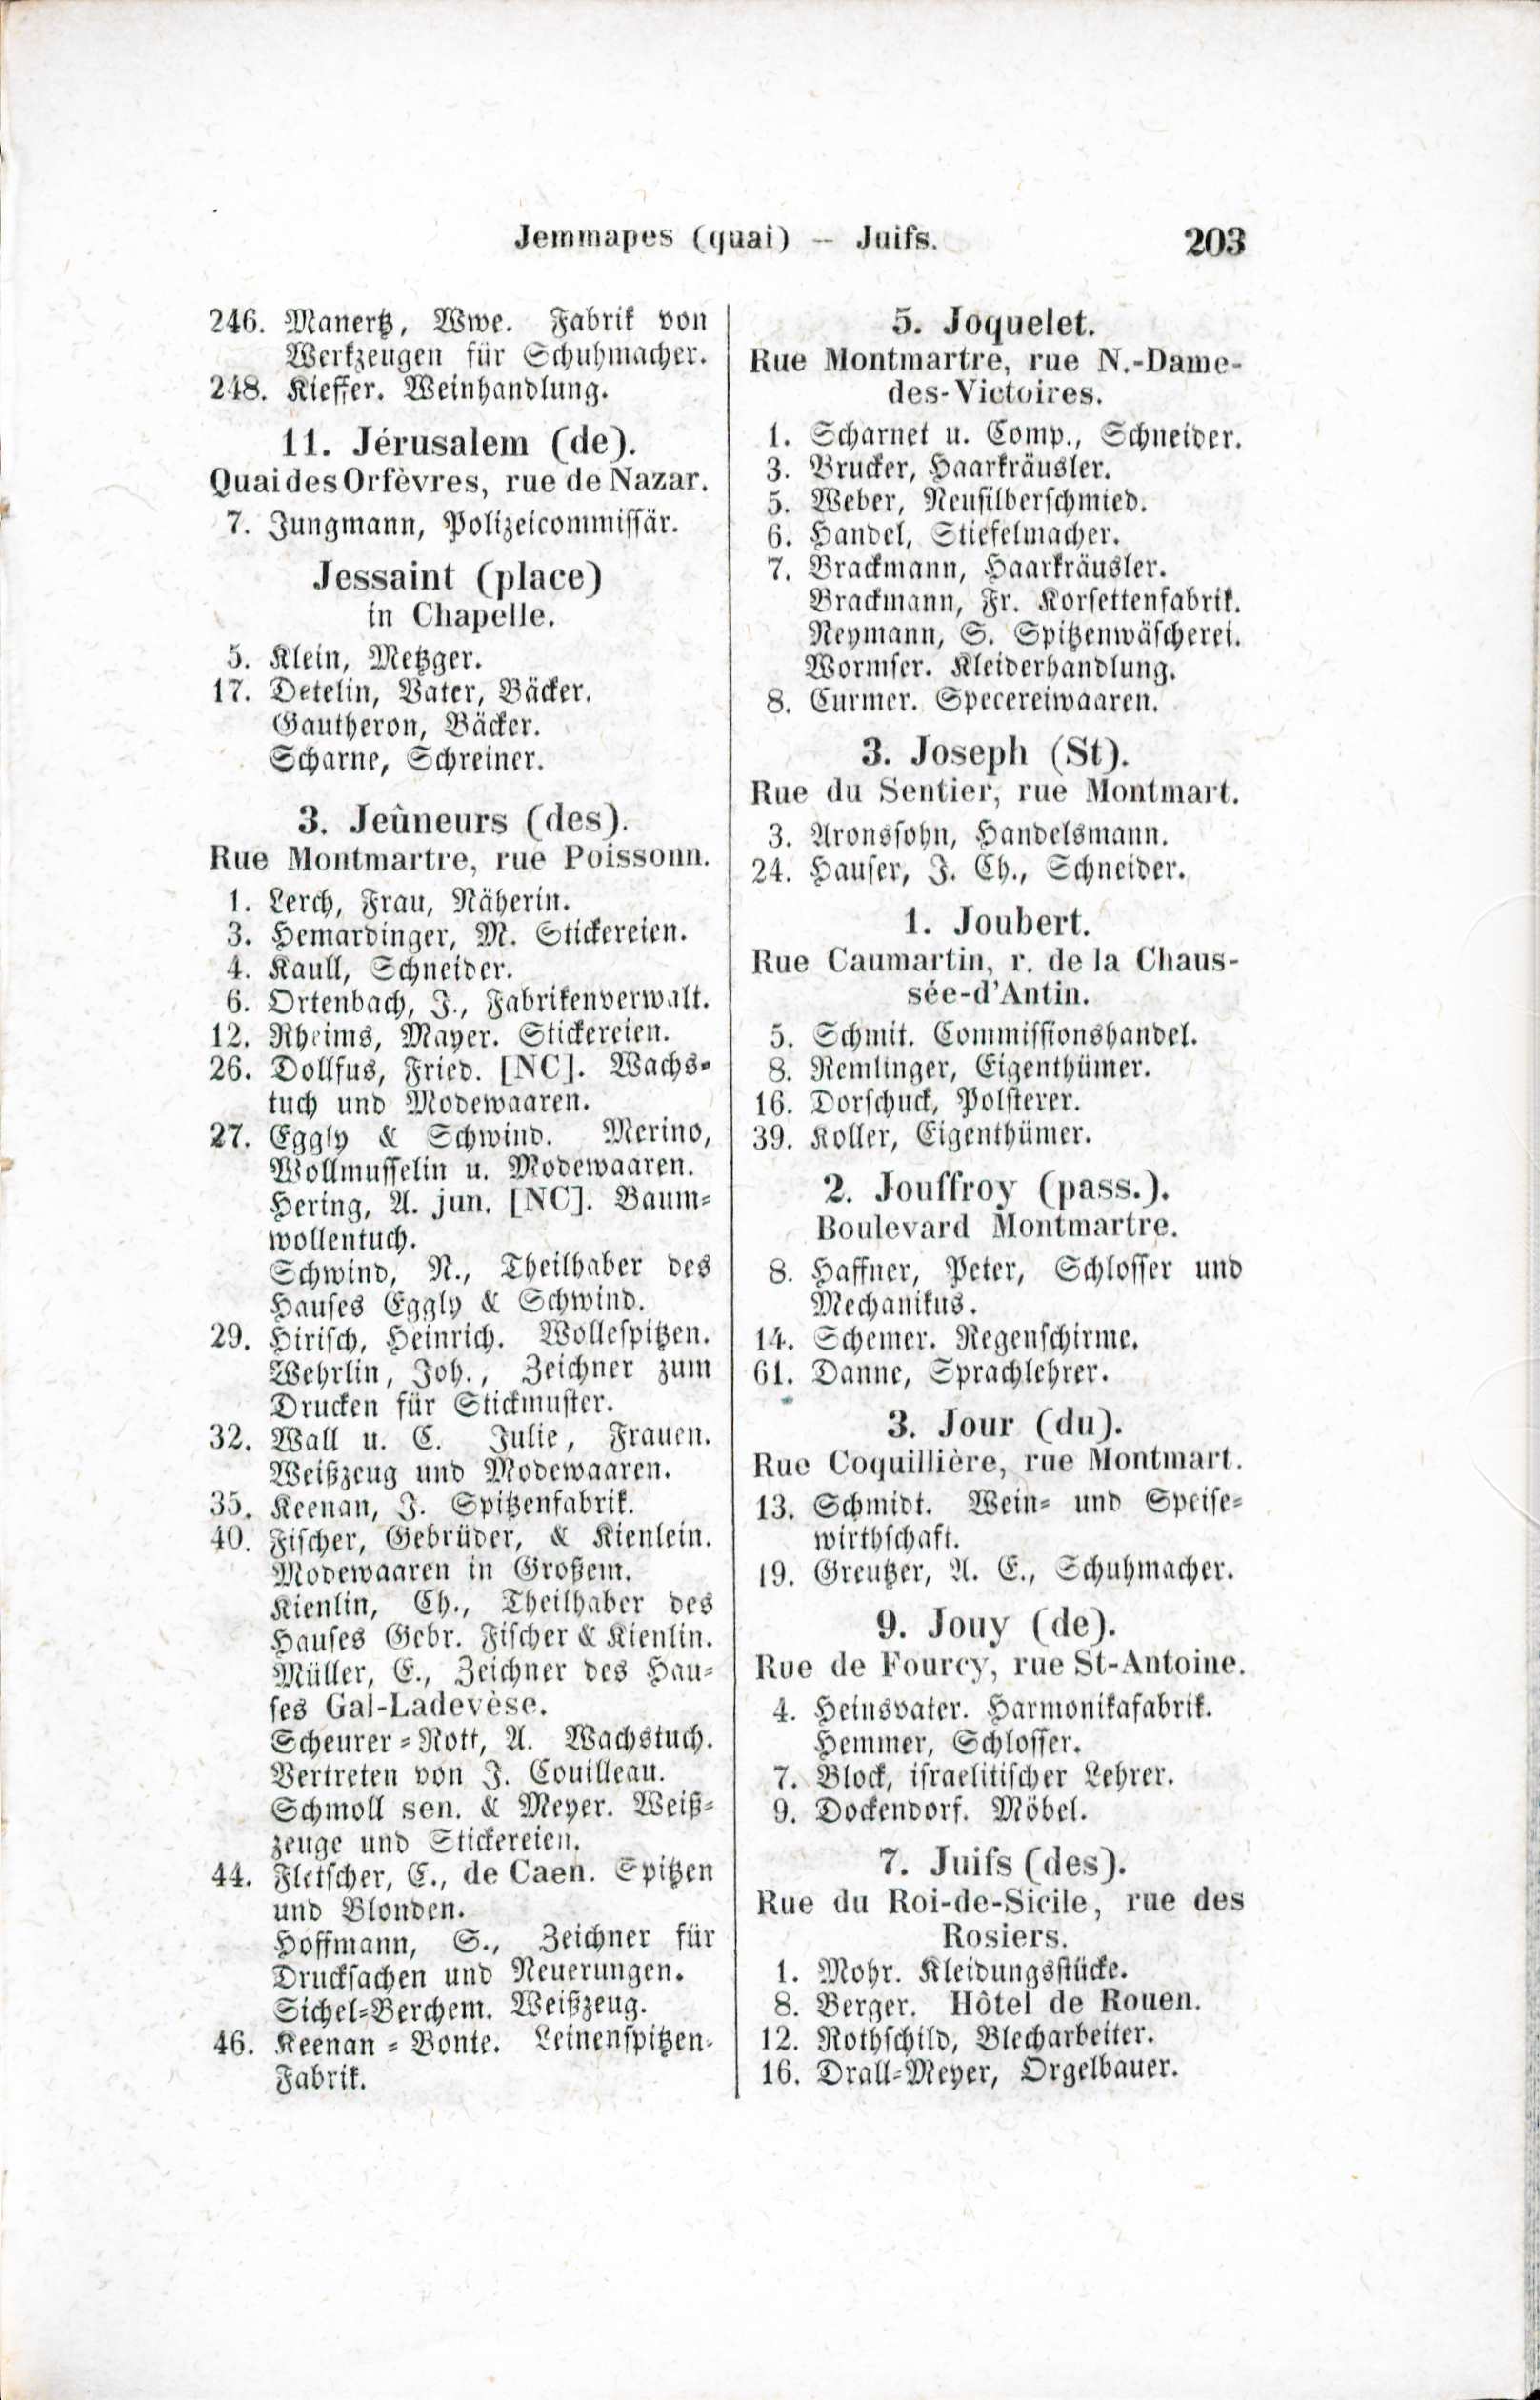 Jemmapes (quai) — Juifs. 203
246. Manertz, Wwe. Fabrik von
Werkzeugen für Schuhmacher.
248. Kieffer. Weinhandlung.
11. Jérusalem (de).
Quai des Orfèvres, rue de Nazar.
7. Jungmann, Polizeicommissär.
Jessaint (place)
in Chapelle.
5. Klein, Metzger.
17. Detelin, Vater, Bäcker.
Gautheron, Bäcker.
Scharne, Schreiner.
3. Jeûneurs (des).
Rue Montmartre, rue Poissonn.
1. Lerch, Frau, Näherin.
3. Hemardinger, M. Stickereien.
4. Kaull, Schneider.
6. Ortenbach, J., Fabrikenverwalt.
12. Rheims, Mayer. Stickereien.
26. Dollfus, Fried. [NC]. Wachs-
tuch und Modewaaren.
27. Eggly & Schwind. Merino,
Wollmusselin u. Modewaaren.
Hering, A. jun. [NC]. Baum-
wollentuch.
Schwind, N., Theilhaber des
Hauses Eggly & Schwind.
29. Hirisch, Heinrich. Wollespitzen.
Wehrlin, Joh., Zeichner zum
Drucken für Stickmuster.
32. Wall u. C. Julie, Frauen.
Weißzeug und Modewaaren.
35. Keenan, J. Spitzenfabrik.
40. Fischer, Gebrüder, & Kienlein.
Modewaaren in Großem.
Kienlin, Ch., Theilhaber des
Hauses Gebr. Fischer & Kienlin.
Müller, E., Zeichner des Hau-
ses Gal-Ladevèse.
Scheurer-Rott, A. Wachstuch.
Vertreten von J. Couilleau.
Schmoll sen. & Meyer. Weiß-
zeuge und Stickereien.
44. Fletscher, C., de Caen. Spitzen
und Blonden.
Hoffmann, S., Zeichner für
Drucksachen und Neuerungen.
Sichel-Berchem. Weißzeug.
46. Keenan-Bonte. Leinenspitzen-
Fabrik.
5. Joquelet.
Rue Montmartre, rue N.-Dame-
des-Victoires.
1. Scharnet u. Comp., Schneider.
3. Brucker, Haarkräusler.
5. Weber, Neusilberschmied.
6. Handel, Stiefelmacher.
7. Brackmann, Haarkräusler.
Brackmann, Fr. Korsettenfabrik.
Neymann, S. Spitzenwäscherei.
Wormser. Kleiderhandlung.
8. Curmer. Specereiwaaren.
3. Joseph (St).
Rue du Sentier, rue Montmart.
3. Aronssohn, Handelsmann.
24. Hauser, J. Ch., Schneider.
1. Joubert.
Rue Caumartin, r. de la Chaus-
sée-d'Antin.
5. Schmit. Commissionshandel.
8. Remlinger, Eigenthümer.
16. Dorschuck, Polsterer.
39. Koller, Eigenthümer.
2. Jouffroy (pass.).
Boulevard Montmartre.
8. Haffner, Peter, Schlosser und
Mechanikus.
14. Schemer. Regenschirme.
61. Danne, Sprachlehrer.
3. Jour (du).
Rue Coquillière, rue Montmart.
13. Schmidt. Wein- und Speise-
wirthschaft.
19. Greutzer, A. E., Schuhmacher.
9. Jouy (de).
Rue de Fourcy, rue St-Antoine.
4. Heinsvater. Harmonikafabrik.
Hemmer, Schlosser.
7. Block, israelitischer Lehrer.
9. Dockendorf. Möbel.
7. Juifs (des).
Rue du Roi-de-Sicile, rue des
Rosiers.
1. Mohr. Kleidungsstücke.
8. Berger. Hôtel de Rouen.
12. Rothschild, Blecharbeiter.
16. Drall-Meyer, Orgelbauer.